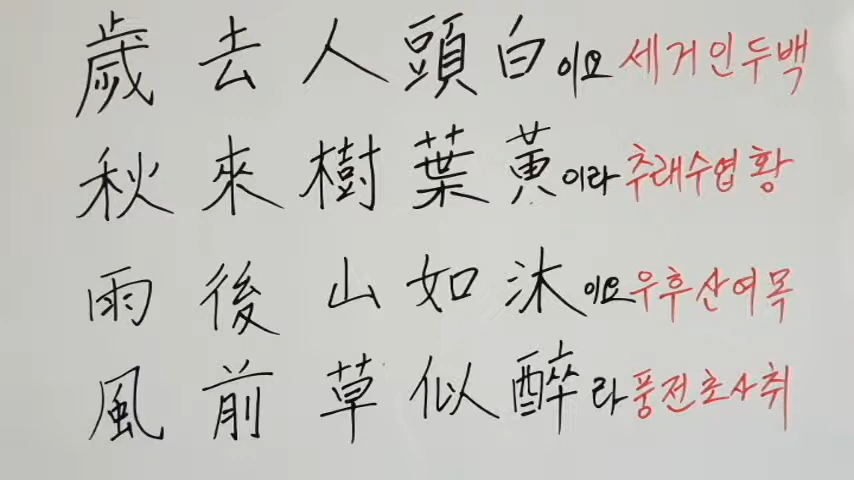 歲去人頭白이요 세거인두백
秋來樹葉黃이라 추래수엽황
雨後山如沐이요 우후산여목
風前草似醉라 풍전초사취